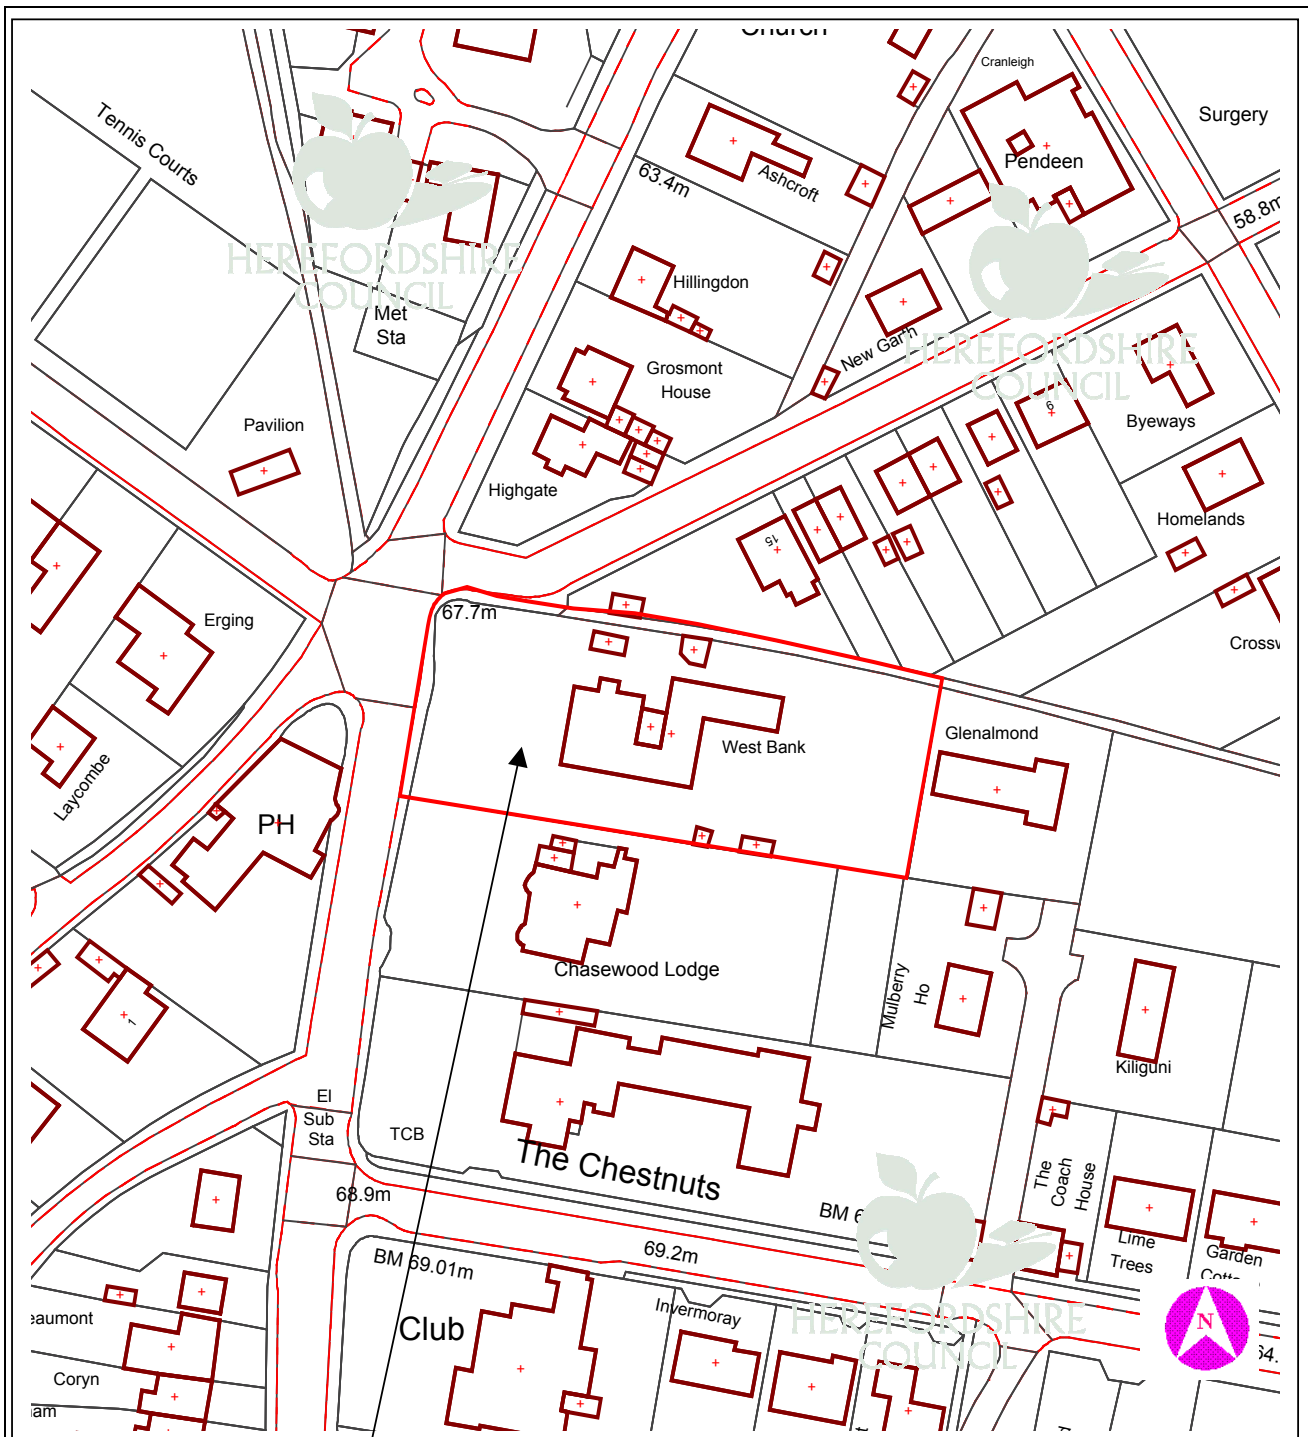 Church
Cranleigh
Surgery
Tennis Courts
Pendeen
Ashcroft
63.4m
58.8m
HEREFORDSHIRE
COUNCIL
Hillingdon
Met
Sta
New Garth
HEREFORDSHIRE
COUNCIL
Grosmont
House
9
Byeways
Pavilion
Highgate
15
Homelands
67.7m
Erging
Glenalmond
West Bank
Laycombe
PH
Chasewood Lodge
Mulberry
Ho
1
Kiliguni
El
Sub
Sta
TCB
The Chestnuts
The
Coach
House
68.9m
BM
69.2m
Lime
Trees
Garden
BM 69.01m
Invermoray
HEREFORDSHIRE
COUNCIL
Club
N
64.
eaumont
Coryn